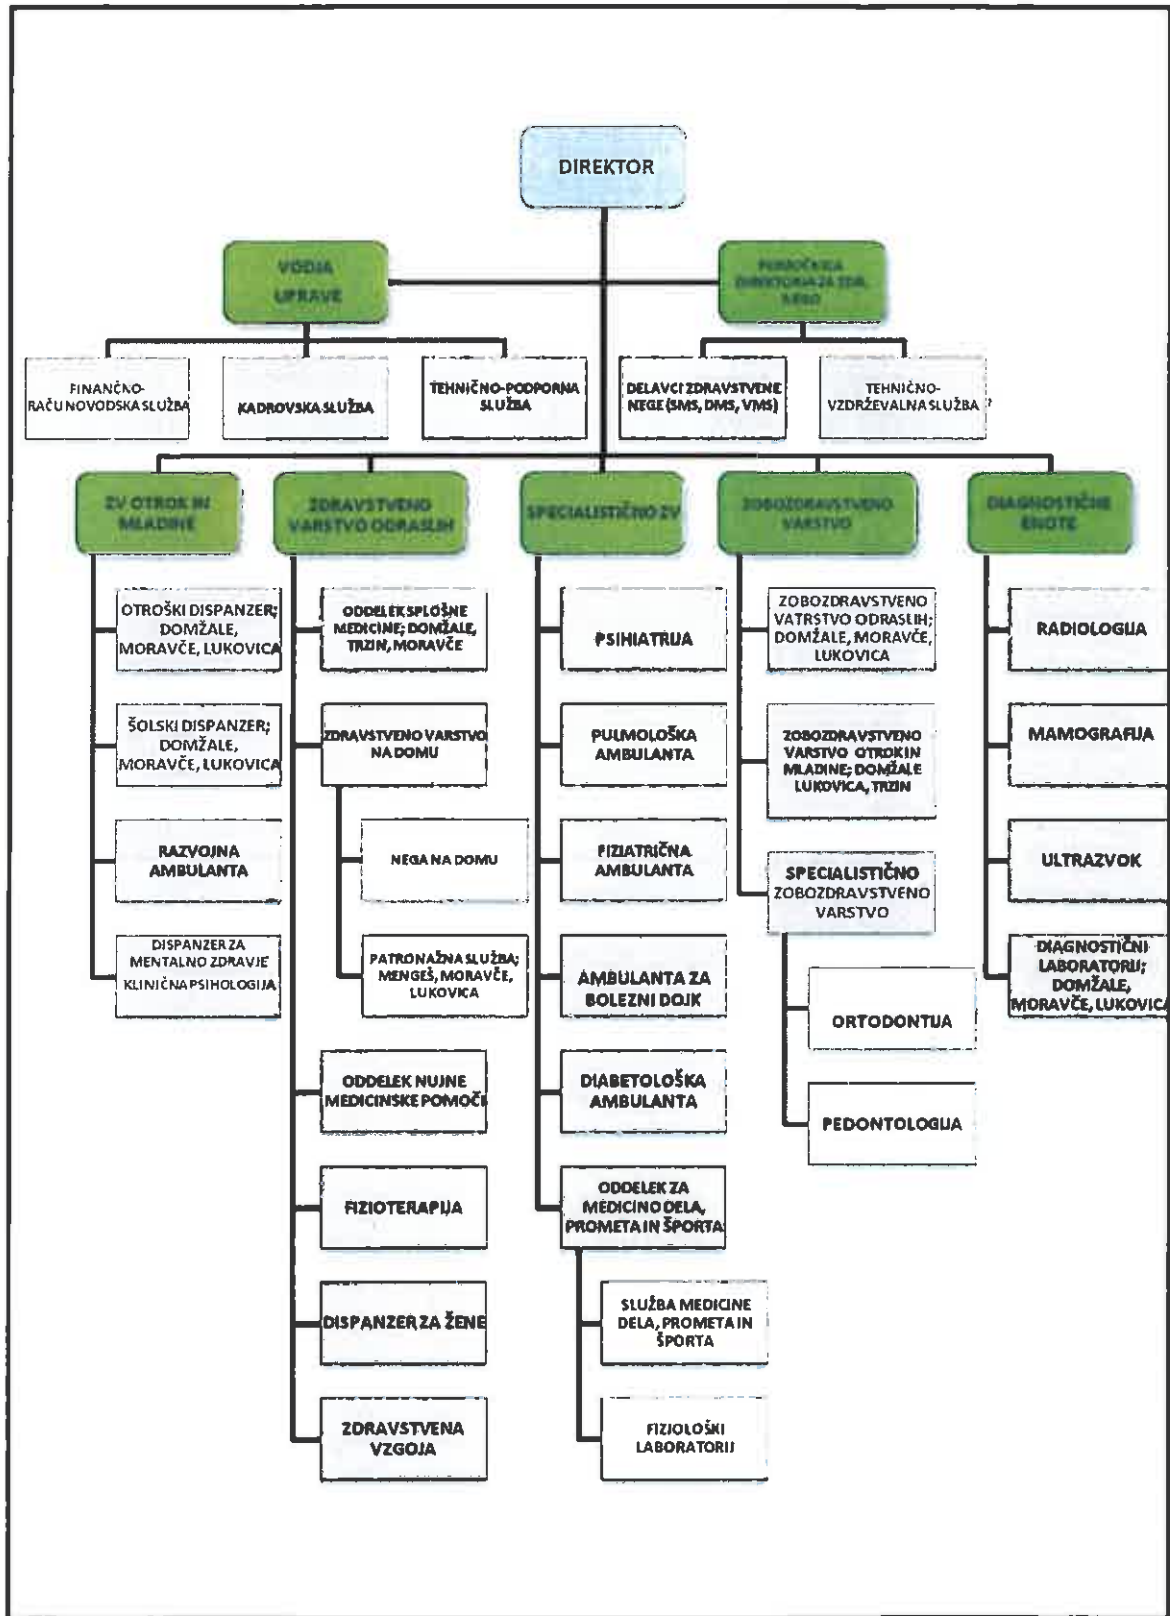 DIREKTOR
VODJA
UPRAVE
POMOČNICA
DIREKTORJA ZA ZDR.
NEGO
FINANČNO-
RAČUNOVODSKA SLUŽBA
KADROVSKA SLUŽBA
TEHNIČNO-PODPORNA
SLUŽBA
DELAVCI ZDRAVSTVENE
NEGE (SMS, DMS, VMS)
TEHNIČNO-
VZDRŽEVALNA SLUŽBA
ZV OTROK IN
MLADINE
ZDRAVSTVENO
VARSTVO ODRASLIH
SPECIALISTIČNO ZV
ZOBOZDRAVSTVENO
VARSTVO
DIAGNOSTIČNE
ENOTE
OTROŠKI DISPANZER;
DOMŽALE,
MORAVČE, LUKOVICA
ŠOLSKI DISPANZER;
DOMŽALE,
MORAVČE, LUKOVICA
RAZVOJNA
AMBULANTA
DISPANZER ZA
MENTALNO ZDRAVJE
KLINIČNA PSIHOLOGIJA
ODDELEK SPLOŠNE
MEDICINE; DOMŽALE,
TRZIN, MORAVČE
ZDRAVSTVENO VARSTVO
NA DOMU
NEGA NA DOMU
PATRONAŽNA SLUŽBA;
MENGEŠ, MORAVČE,
LUKOVICA
ODDELEK NUJNE
MEDICINSKE POMOČI
FIZIOTERAPIJA
DISPANZER ZA ŽENE
ZDRAVSTVENA
VZGOJA
PSIHIATRIJA
PULMOLOŠKA
AMBULANTA
FIZIATRIČNA
AMBULANTA
AMBULANTA ZA
BOLEZNI DOJK
DIABETOLOŠKA
AMBULANTA
ODDELEK ZA
MEDICINO DELA,
PROMETA IN ŠPORTA
SLUŽBA MEDICINE
DELA, PROMETA IN
ŠPORTA
FIZIOLOŠKI
LABORATORIJ
ZOBOZDRAVSTVENO
VATRSTVO ODRASLIH;
DOMŽALE, MORAVČE,
LUKOVICA
ZOBOZDRAVSTVENO
VARSTVO OTROK IN
MLADINE; DOMŽALE
LUKOVICA, TRZIN
SPECIALISTIČNO
ZOBOZDRAVSTVENO
VARSTVO
ORTODONTIJA
PEDONTOLOGIJA
RADIOLOGIJA
MAMOGRAFIJA
ULTRAZVOK
DIAGNOSTIČNI
LABORATORIJ;
DOMŽALE,
MORAVČE, LUKOVICA